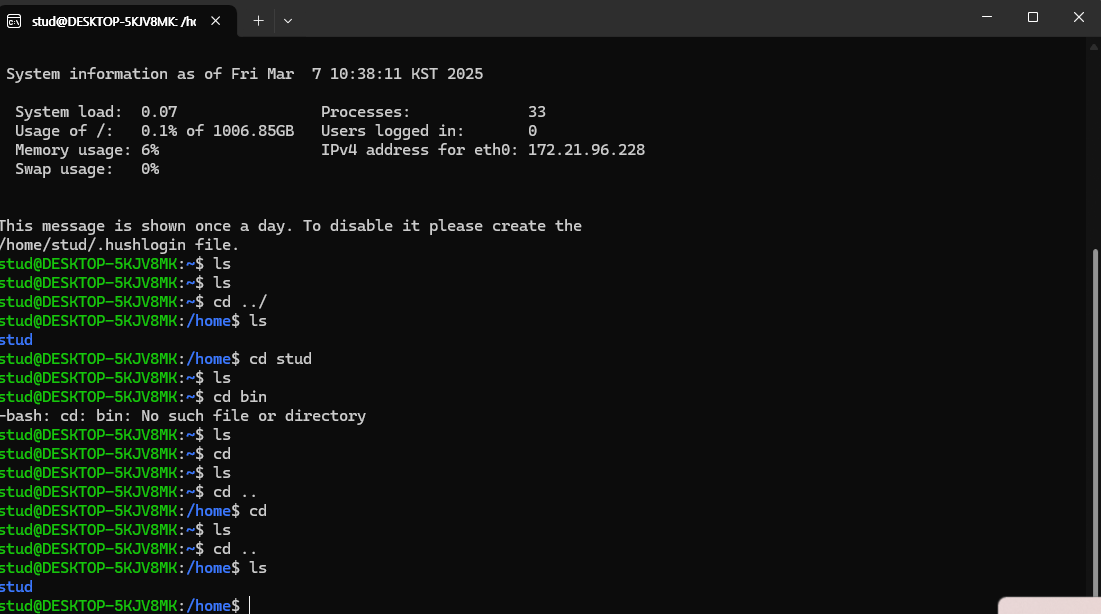 stud@DESKTOP-5KJV8MK: /ho
System information as of Fri Mar  7 10:38:11 KST 2025
System load:  0.07                Processes:             33
Usage of /:   0.1% of 1006.85GB   Users logged in:       0
Memory usage: 6%                  IPv4 address for eth0: 172.21.96.228
Swap usage:   0%
This message is shown once a day. To disable it please create the
/home/stud/.hushlogin file.
stud@DESKTOP-5KJV8MK:~$ ls
stud@DESKTOP-5KJV8MK:~$ ls
stud@DESKTOP-5KJV8MK:~$ cd ../
stud@DESKTOP-5KJV8MK:/home$ ls
stud
stud@DESKTOP-5KJV8MK:/home$ cd stud
stud@DESKTOP-5KJV8MK:~$ ls
stud@DESKTOP-5KJV8MK:~$ cd bin
-bash: cd: bin: No such file or directory
stud@DESKTOP-5KJV8MK:~$ ls
stud@DESKTOP-5KJV8MK:~$ cd
stud@DESKTOP-5KJV8MK:~$ ls
stud@DESKTOP-5KJV8MK:~$ cd ..
stud@DESKTOP-5KJV8MK:/home$ cd
stud@DESKTOP-5KJV8MK:~$ ls
stud@DESKTOP-5KJV8MK:~$ cd ..
stud@DESKTOP-5KJV8MK:/home$ ls
stud
stud@DESKTOP-5KJV8MK:/home$